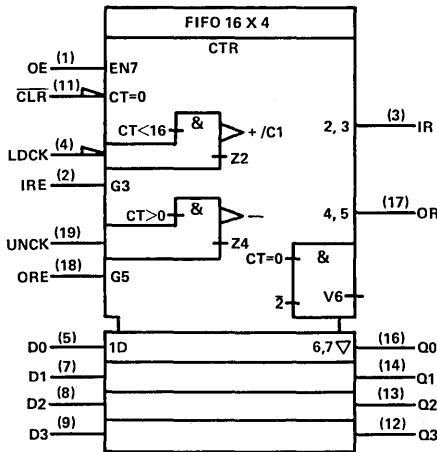 FIFO 16 X 4
CTR
OE (1) EN7
CLR (11) CT=0
CT<16 & +/C1
LDCK (4) Z2
2, 3 (3) IR
IRE (2) G3
CT>0 & −
4, 5 (17) OR
UNCK (19) Z4
ORE (18) G5
CT=0 &
2 V6
D0 (5) 1D 6,7 ▽ (16) Q0
D1 (7) (14) Q1
D2 (8) (13) Q2
D3 (9) (12) Q3